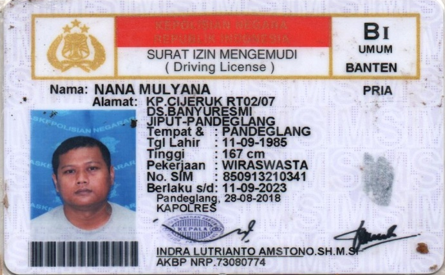 KEPOLISIAN NEGARA
REPUBLIK INDONESIA
SURAT IZIN MENGEMUDI
( Driving License )
BI
UMUM
BANTEN
Nama: NANA MULYANA
PRIA
Alamat: KP.CIJERUK RT02/07
DS.BANYURESMI
JIPUT-PANDEGLANG
Tempat & : PANDEGLANG
Tgl Lahir : 11-09-1985
Tinggi : 167 cm
Pekerjaan : WIRASWASTA
No. SIM : 850913210341
Berlaku s/d : 11-09-2023
Pandeglang, 28-08-2018
KAPOLRES
INDRA LUTRIANTO AMSTONO.SH.M.SI
AKBP NRP.73080774